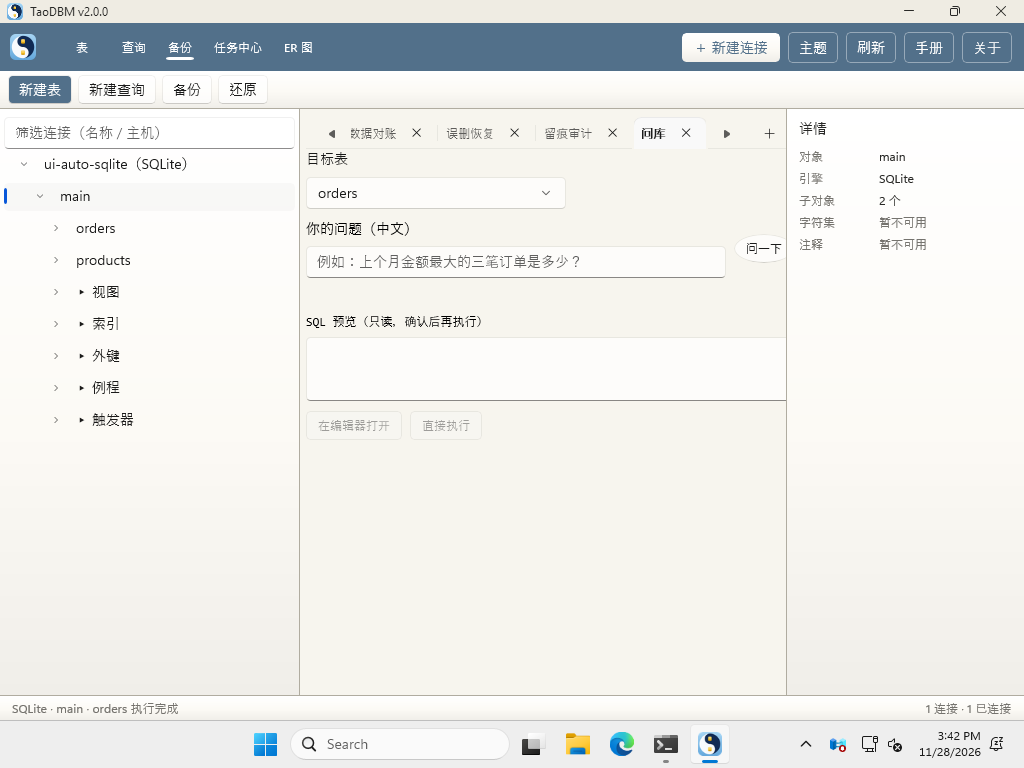 TaoDBM v2.0.0
表 查询 备份 任务中心 ER 图 + 新建连接 主题 刷新 手册 关于
新建表 新建查询 备份 还原
筛选连接（名称 / 主机）
ui-auto-sqlite（SQLite）
main
orders
products
视图
索引
外键
例程
触发器
数据对账 误删恢复 留痕审计 问库
目标表
orders
你的问题（中文）
例如：上个月金额最大的三笔订单是多少？ 问一下
SQL 预览（只读，确认后再执行）
在编辑器打开 直接执行
详情
对象 main
引擎 SQLite
子对象 2 个
字符集 暂不可用
注释 暂不可用
SQLite · main · orders 执行完成 1 连接 · 1 已连接
Search
3:42 PM
11/28/2026